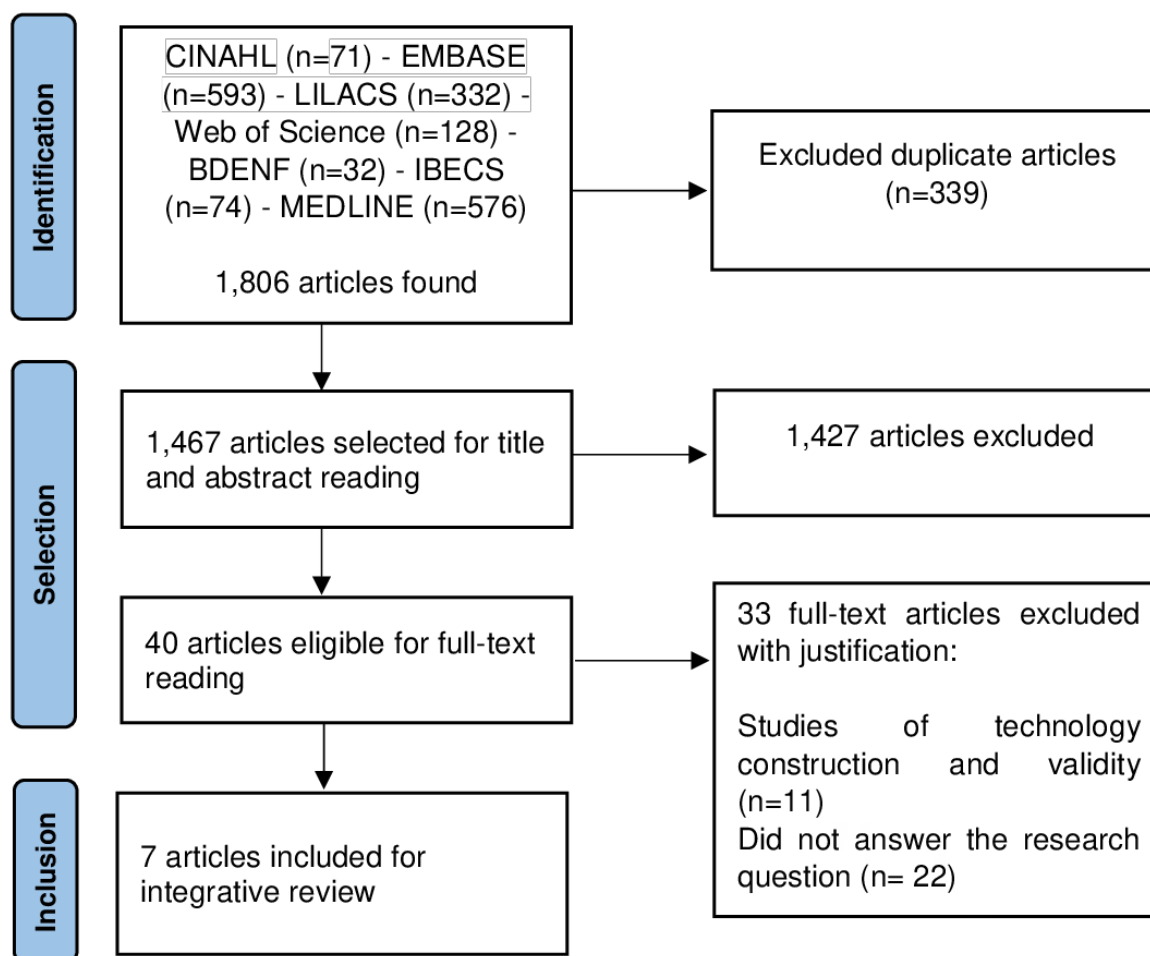 Identification
CINAHL (n=71) - EMBASE
(n=593) - LILACS (n=332) -
Web of Science (n=128) -
BDENF (n=32) - IBECS
(n=74) - MEDLINE (n=576)
1,806 articles found
Excluded duplicate articles
(n=339)
Selection
1,467 articles selected for title
and abstract reading
1,427 articles excluded
40 articles eligible for full-text
reading
33 full-text articles excluded
with justification:
Studies of technology
construction and validity
(n=11)
Did not answer the research
question (n= 22)
Inclusion
7 articles included for
integrative review